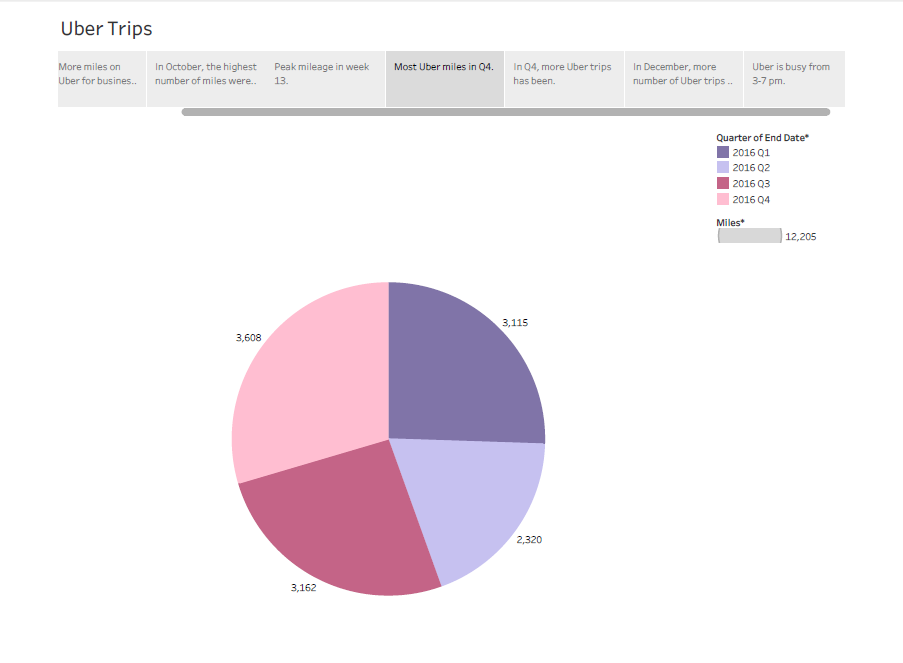 Uber Trips
More miles on
Uber for busines..
In October, the highest
number of miles were..
Peak mileage in week
13.
Most Uber miles in Q4.
In Q4, more Uber trips
has been.
In December, more
number of Uber trips ..
Uber is busy from
3-7 pm.
Quarter of End Date*
2016 Q1
2016 Q2
2016 Q3
2016 Q4
Miles*
12,205
3,115
3,608
2,320
3,162